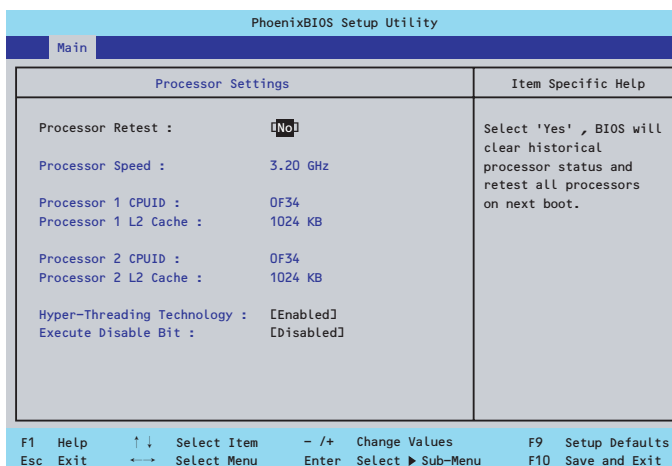 PhoenixBIOS Setup Utility
Main
Processor Settings
Item Specific Help
Processor Retest : [No]
Processor Speed : 3.20 GHz
Processor 1 CPUID : 0F34
Processor 1 L2 Cache : 1024 KB
Processor 2 CPUID : 0F34
Processor 2 L2 Cache : 1024 KB
Hyper-Threading Technology : [Enabled]
Execute Disable Bit : [Disabled]
Select 'Yes' , BIOS will
clear historical
processor status and
retest all processors
on next boot.
F1 Help ↑↓ Select Item - /+ Change Values F9 Setup Defaults
Esc Exit ←→ Select Menu Enter Select ▶ Sub-Menu F10 Save and Exit